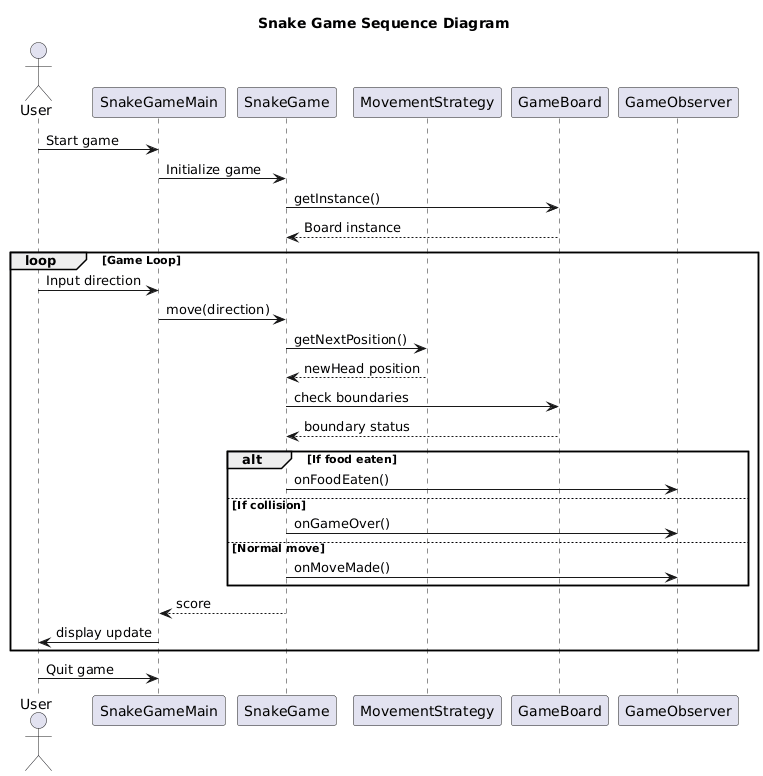 Snake Game Sequence Diagram
User
SnakeGameMain
SnakeGame
MovementStrategy
GameBoard
GameObserver
Start game
Initialize game
getInstance()
Board instance
loop
[Game Loop]
Input direction
move(direction)
getNextPosition()
newHead position
check boundaries
boundary status
alt
[If food eaten]
onFoodEaten()
[If collision]
onGameOver()
[Normal move]
onMoveMade()
score
display update
Quit game
User
SnakeGameMain
SnakeGame
MovementStrategy
GameBoard
GameObserver